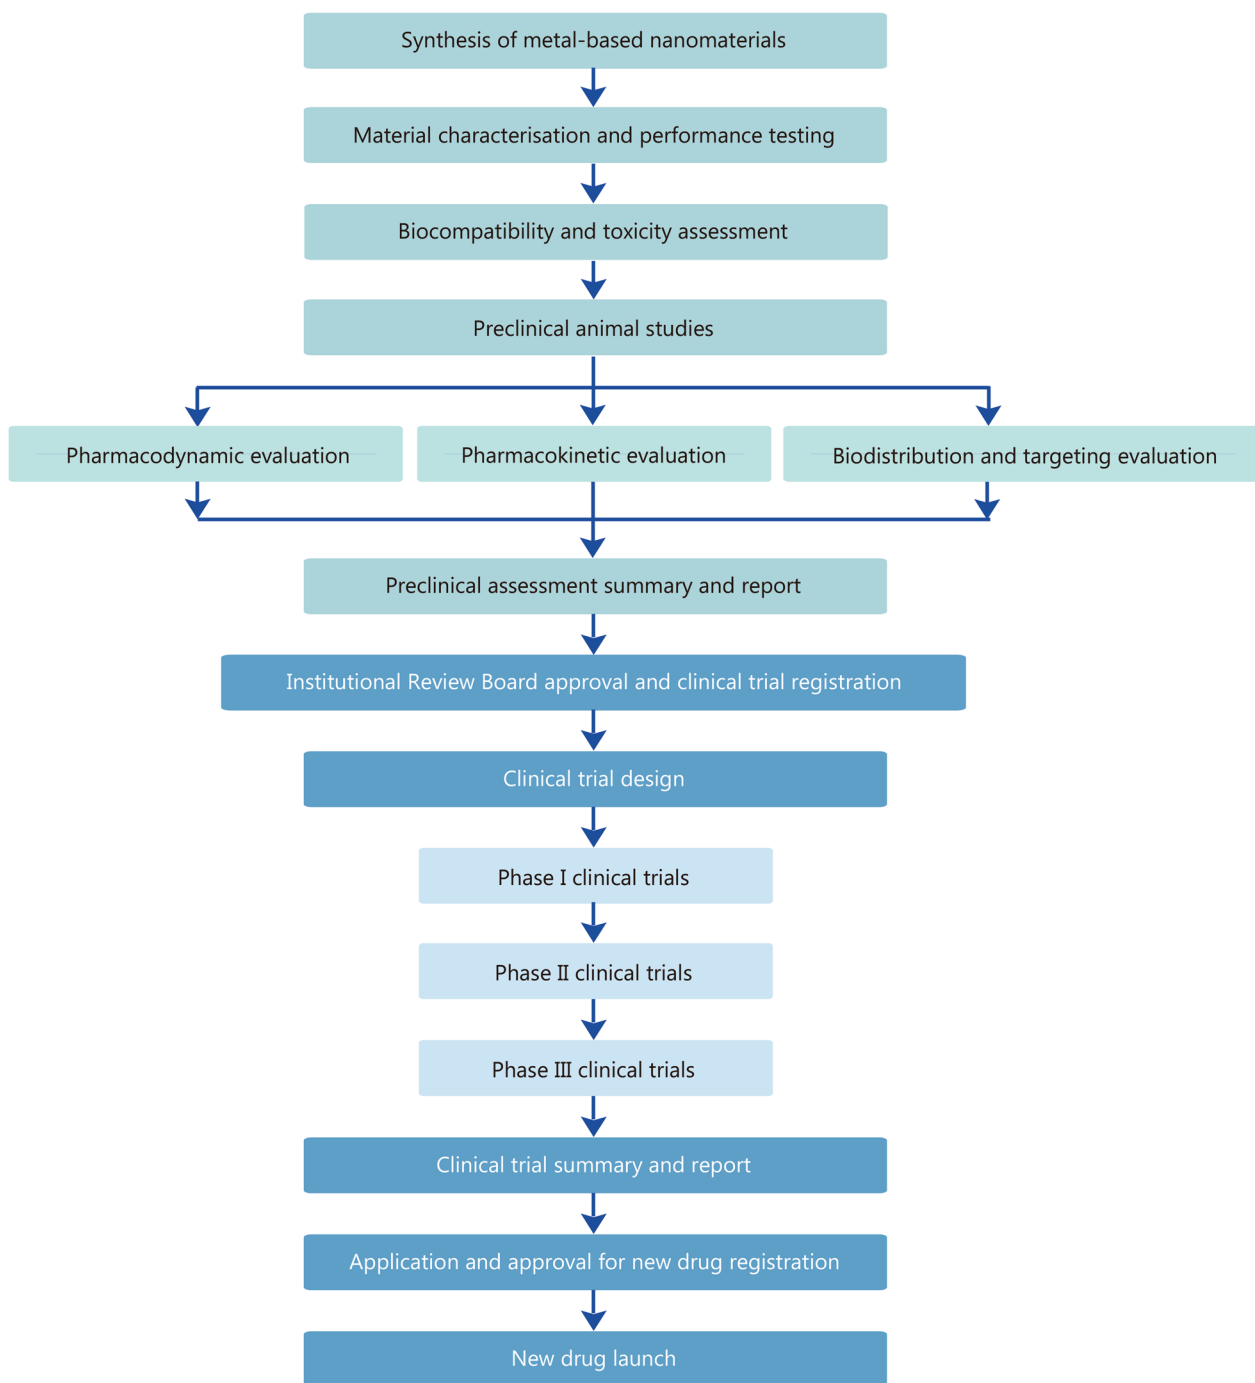 Synthesis of metal-based nanomaterials
Material characterisation and performance testing
Biocompatibility and toxicity assessment
Preclinical animal studies
Pharmacodynamic evaluation
Pharmacokinetic evaluation
Biodistribution and targeting evaluation
Preclinical assessment summary and report
Institutional Review Board approval and clinical trial registration
Clinical trial design
Phase I clinical trials
Phase II clinical trials
Phase III clinical trials
Clinical trial summary and report
Application and approval for new drug registration
New drug launch